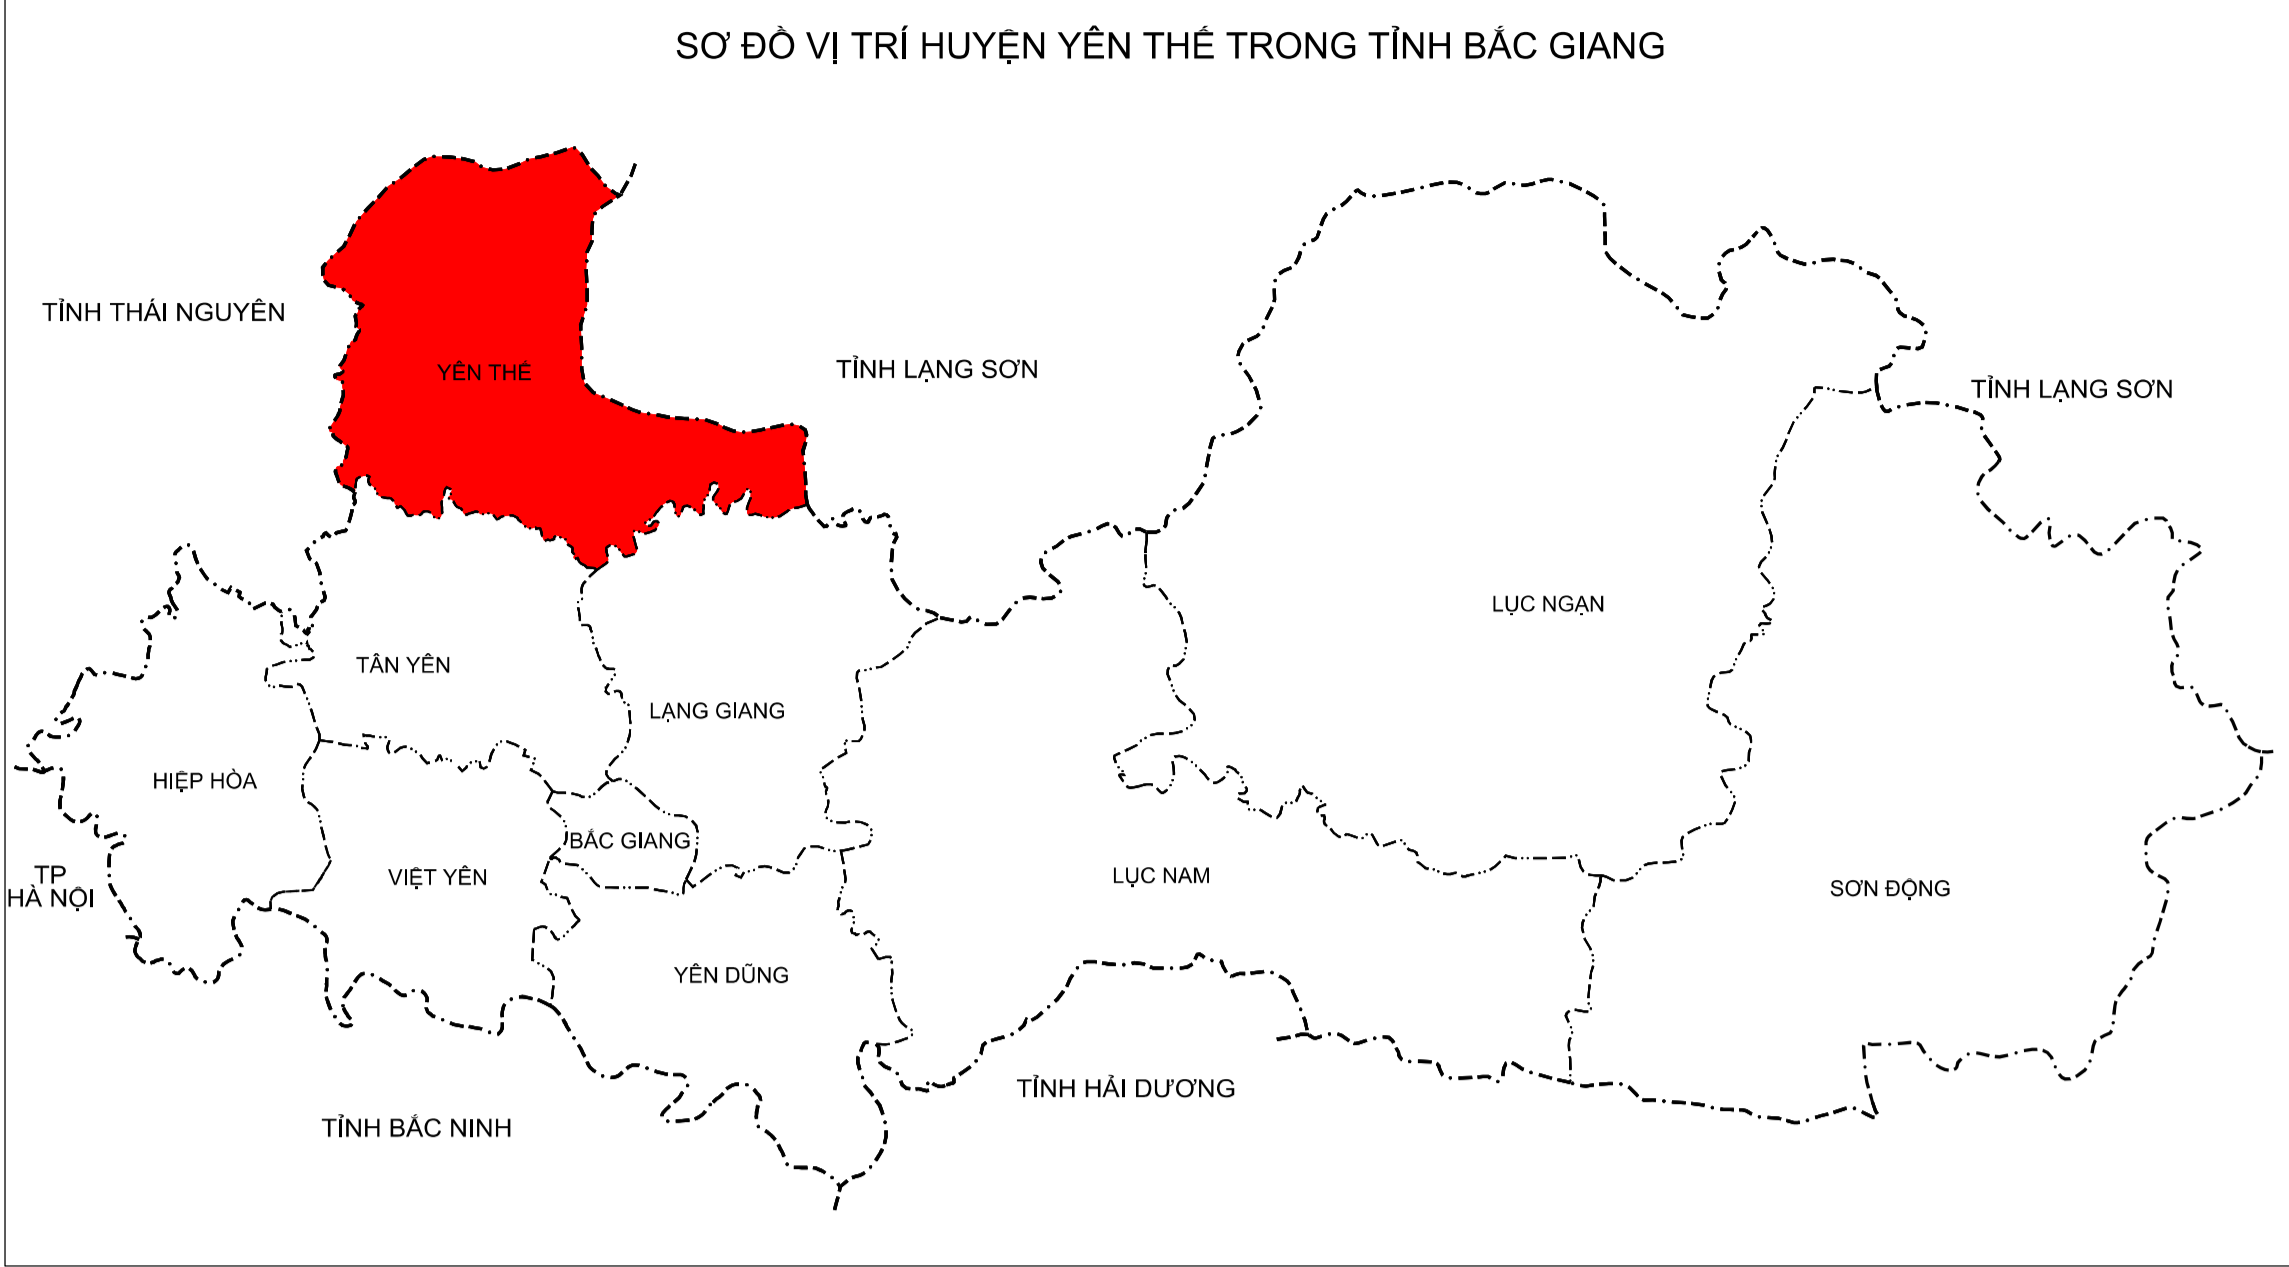 SƠ ĐỒ VỊ TRÍ HUYỆN YÊN THẾ TRONG TỈNH BẮC GIANG
TỈNH THÁI NGUYÊN
YÊN THẾ
TỈNH LẠNG SƠN
TỈNH LẠNG SƠN
LỤC NGẠN
TÂN YÊN
LẠNG GIANG
HIỆP HÒA
BẮC GIANG
TP
HÀ NỘI
VIỆT YÊN
LỤC NAM
SƠN ĐỘNG
YÊN DŨNG
TỈNH HẢI DƯƠNG
TỈNH BẮC NINH